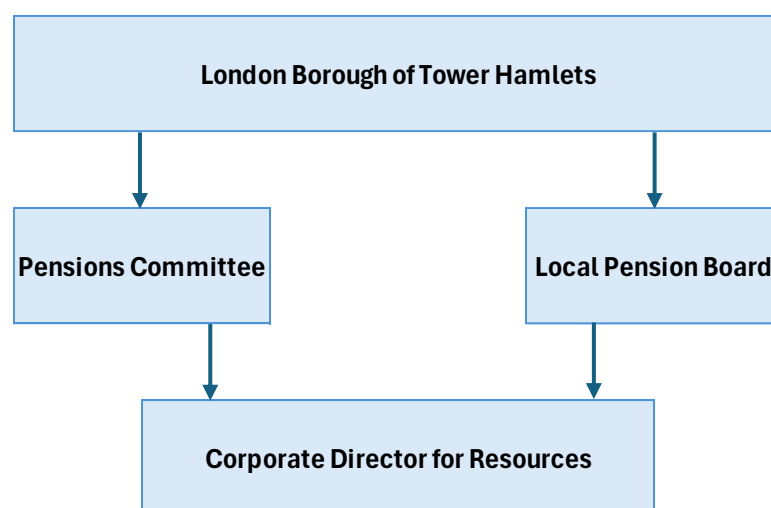 London Borough of Tower Hamlets
Pensions Committee
Local Pension Board
Corporate Director for Resources